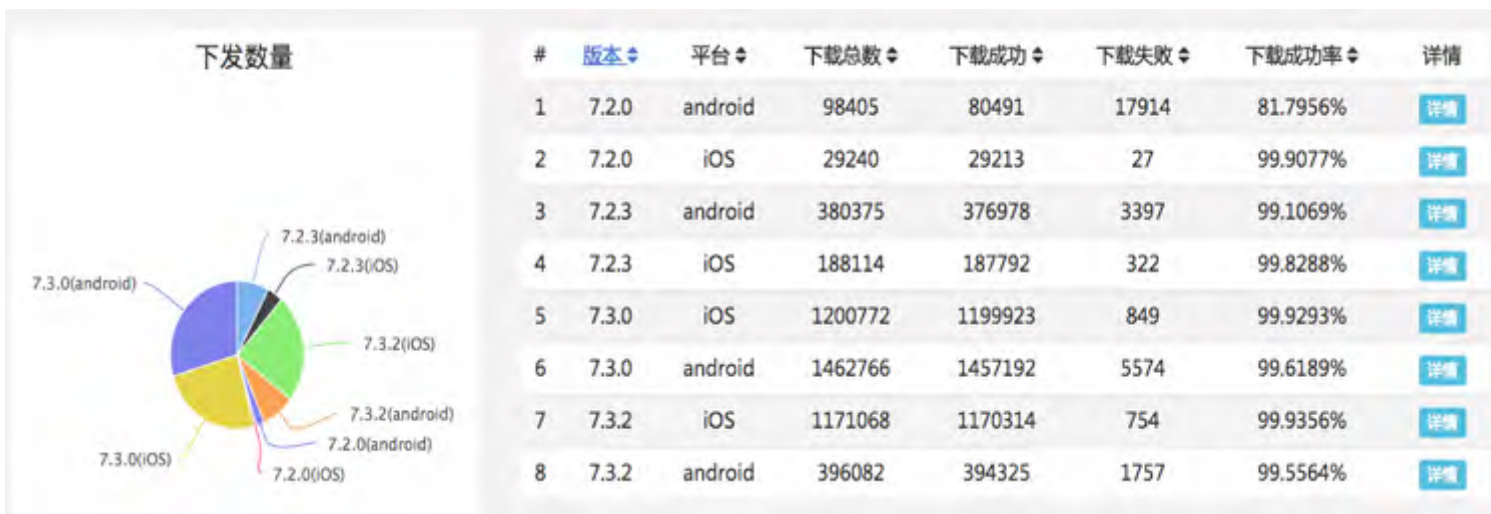 下发数量
7.2.3(android)
7.2.3(iOS)
7.3.0(android)
7.3.2(iOS)
7.3.2(android)
7.2.0(android)
7.3.0(iOS)
7.2.0(iOS)
# 版本 平台 下载总数 下载成功 下载失败 下载成功率 详情
1 7.2.0 android 98405 80491 17914 81.7956% 详情
2 7.2.0 iOS 29240 29213 27 99.9077% 详情
3 7.2.3 android 380375 376978 3397 99.1069% 详情
4 7.2.3 iOS 188114 187792 322 99.8288% 详情
5 7.3.0 iOS 1200772 1199923 849 99.9293% 详情
6 7.3.0 android 1462766 1457192 5574 99.6189% 详情
7 7.3.2 iOS 1171068 1170314 754 99.9356% 详情
8 7.3.2 android 396082 394325 1757 99.5564% 详情